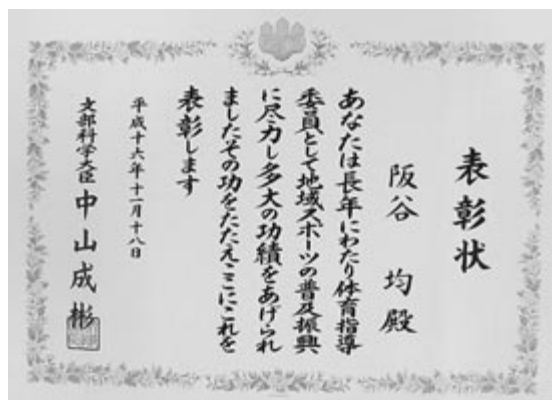 表彰状
阪谷 均殿
あなたは長年にわたり体育指導
委員として地域スポーツの普及振興
に尽力し多大の功績をあげられ
ましたその功をたたえここにこれを
表彰します
平成十六年十一月十八日
文部科学大臣 中山成彬